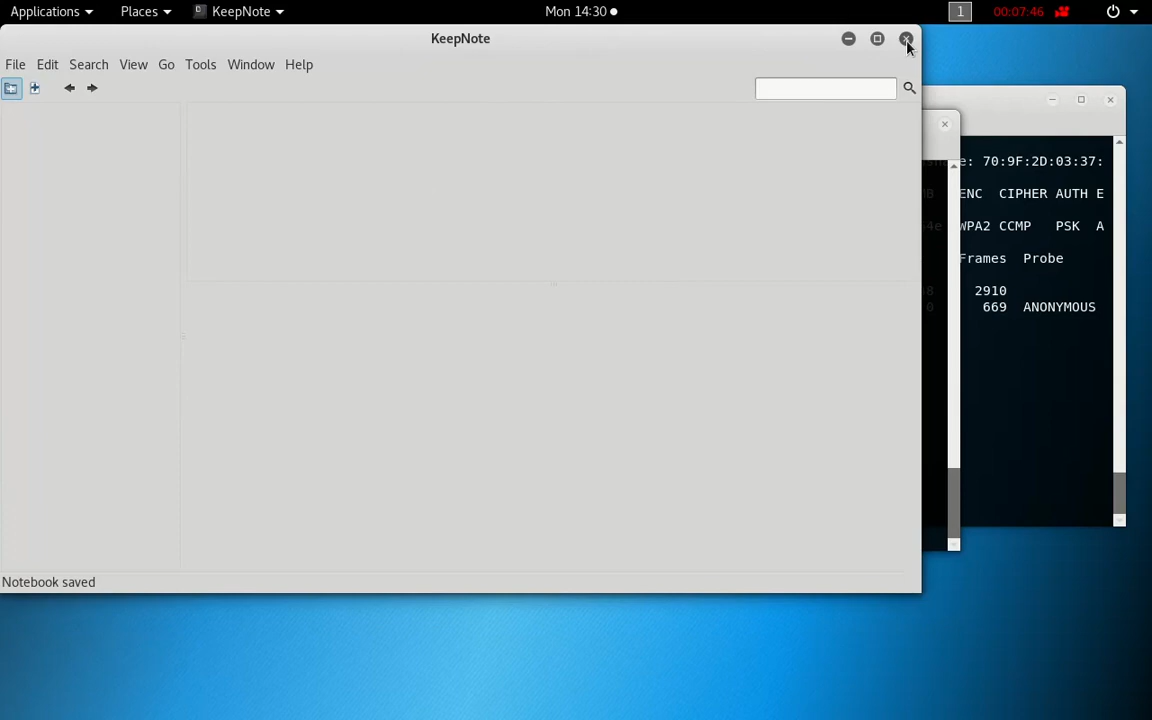 Applications Places KeepNote Mon 14:30 1 00:07:46
KeepNote
File Edit Search View Go Tools Window Help
e: 70:9F:2D:03:37:
ENC CIPHER AUTH E
WPA2 CCMP PSK A
Frames Probe
2910
669 ANONYMOUS
Notebook saved